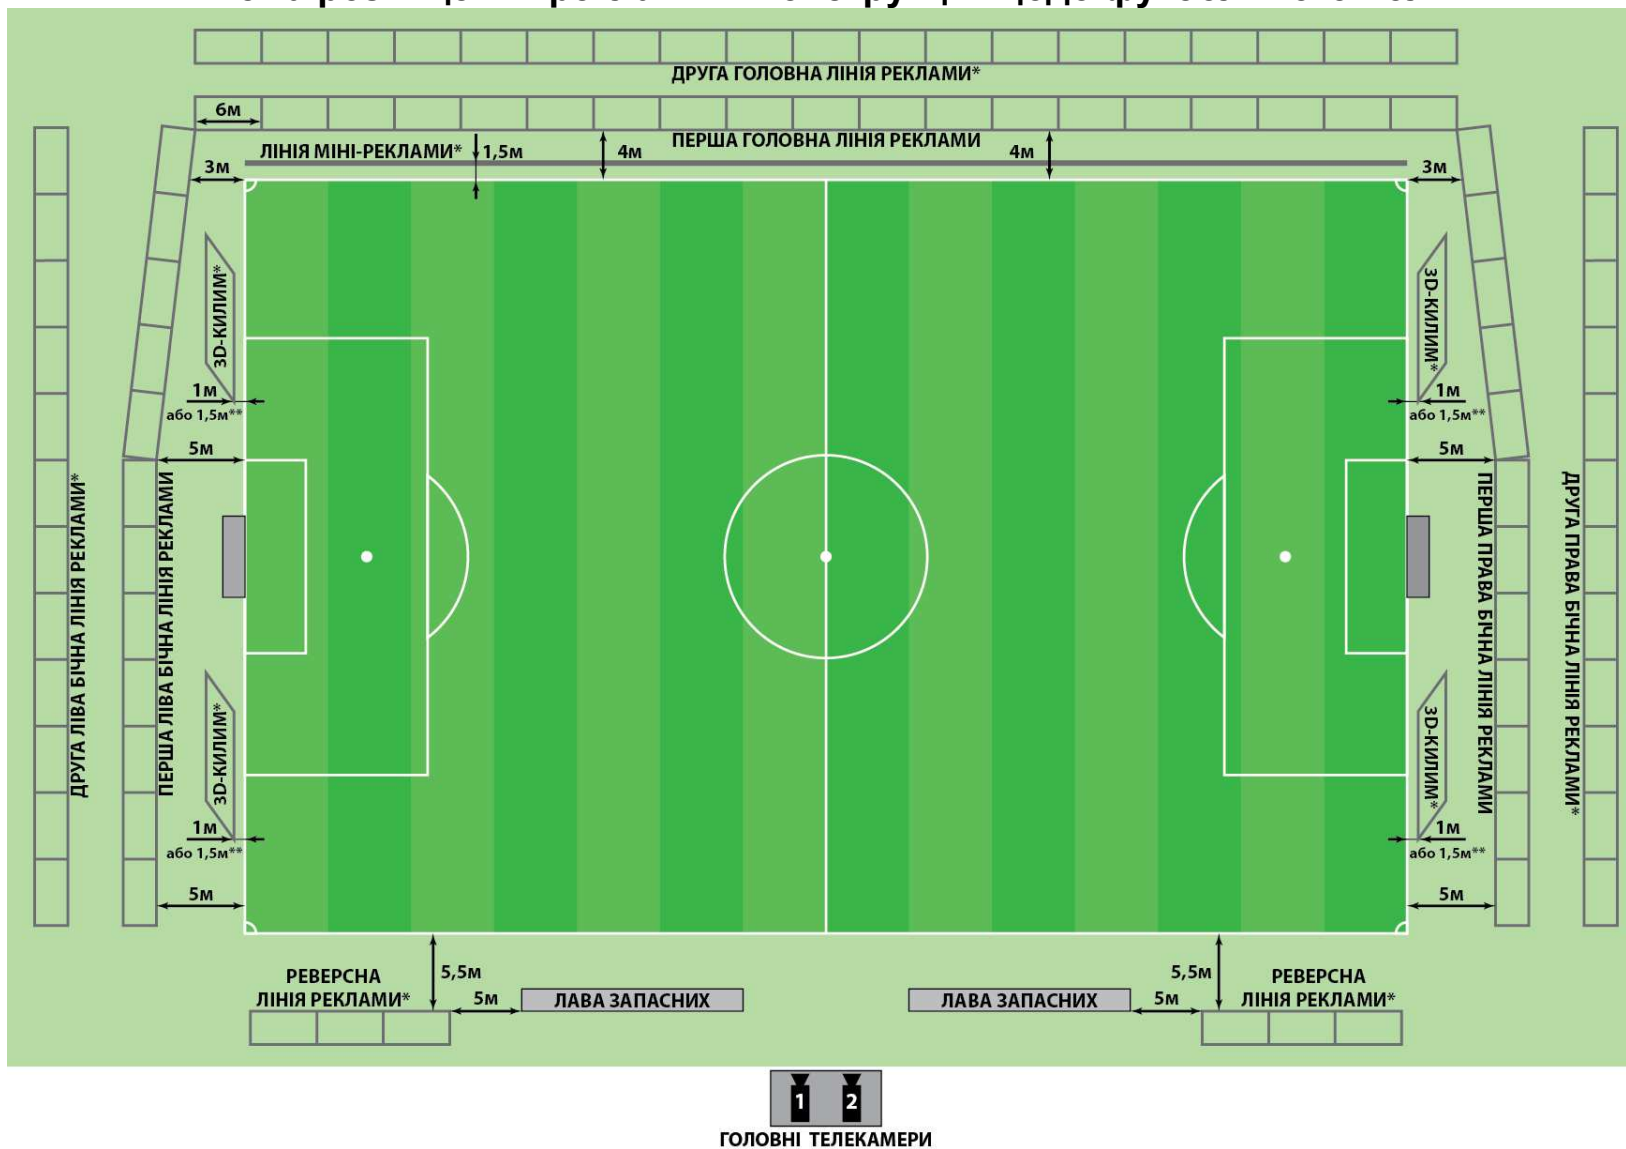 ДРУГА ГОЛОВНА ЛІНІЯ РЕКЛАМИ*
6м
ПЕРША ГОЛОВНА ЛІНІЯ РЕКЛАМИ
ЛІНІЯ МІНІ-РЕКЛАМИ*
1,5м
4м
4м
3м
3м
3D-КИЛИМ*
3D-КИЛИМ*
1м
або 1,5м**
1м
або 1,5м**
5м
5м
ДРУГА ЛІВА БІЧНА ЛІНІЯ РЕКЛАМИ*
ПЕРША ЛІВА БІЧНА ЛІНІЯ РЕКЛАМИ
ПЕРША ПРАВА БІЧНА ЛІНІЯ РЕКЛАМИ
ДРУГА ПРАВА БІЧНА ЛІНІЯ РЕКЛАМИ*
3D-КИЛИМ*
3D-КИЛИМ*
1м
або 1,5м**
1м
або 1,5м**
5м
5м
РЕВЕРСНА
ЛІНІЯ РЕКЛАМИ*
5,5м
5м
ЛАВА ЗАПАСНИХ
ЛАВА ЗАПАСНИХ
5м
5,5м
РЕВЕРСНА
ЛІНІЯ РЕКЛАМИ*
1
2
ГОЛОВНІ ТЕЛЕКАМЕРИ